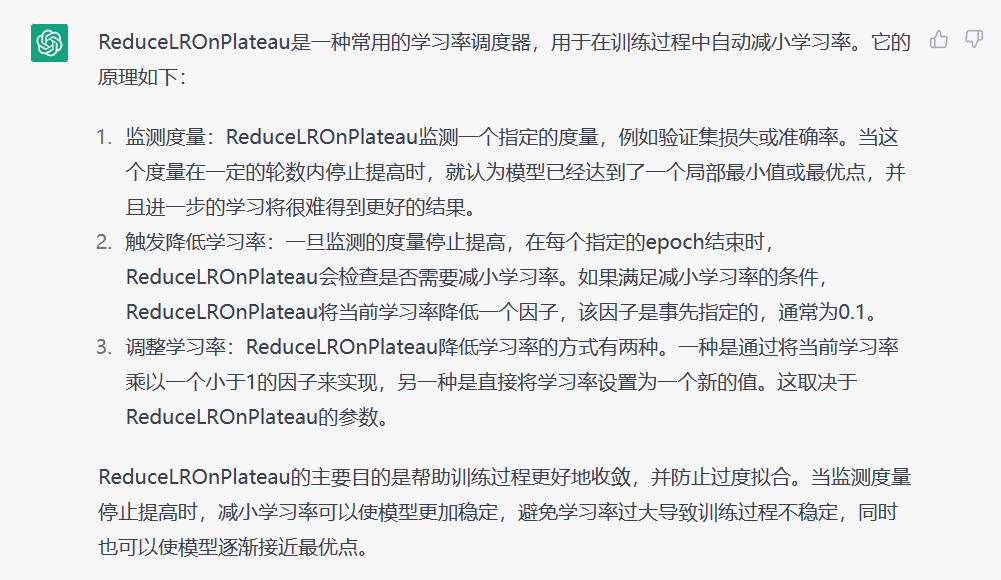 ReduceLROnPlateau是一种常用的学习率调度器，用于在训练过程中自动减小学习率。它的
原理如下：
1. 监测度量：ReduceLROnPlateau监测一个指定的度量，例如验证集损失或准确率。当这
个度量在一定的轮数内停止提高时，就认为模型已经达到了一个局部最小值或最优点，并
且进一步的学习将很难得到更好的结果。
2. 触发降低学习率：一旦监测的度量停止提高，在每个指定的epoch结束时，
ReduceLROnPlateau会检查是否需要减小学习率。如果满足减小学习率的条件，
ReduceLROnPlateau将当前学习率降低一个因子，该因子是事先指定的，通常为0.1。
3. 调整学习率：ReduceLROnPlateau降低学习率的方式有两种。一种是通过将当前学习率
乘以一个小于1的因子来实现，另一种是直接将学习率设置为一个新的值。这取决于
ReduceLROnPlateau的参数。
ReduceLROnPlateau的主要目的是帮助训练过程更好地收敛，并防止过度拟合。当监测度量
停止提高时，减小学习率可以使模型更加稳定，避免学习率过大导致训练过程不稳定，同时
也可以使模型逐渐接近最优点。